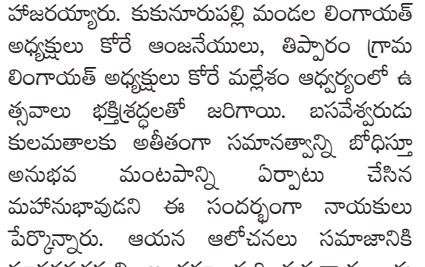 హాజరయ్యారు. కుకునూరుపల్లి మండల లింగాయత్
అధ్యక్షులు కోరే ఆంజనేయులు, తిప్పారం గ్రామ
లింగాయత్ అధ్యక్షులు కోరే మల్లేశం ఆధ్వర్యంలో ఉ
త్సవాలు భక్తిశ్రద్ధలతో జరిగాయి. బసవేశ్వరుడు
కులమతాలకు అతీతంగా సమానత్వాన్ని బోధిస్తూ
అనుభవ మంటపాన్ని ఏర్పాటు చేసిన
మహానుభావుడని ఈ సందర్భంగా నాయకులు
పేర్కొన్నారు. ఆయన ఆలోచనలు సమాజానికి